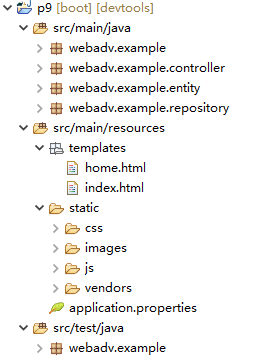 p9 [boot] [devtools]
src/main/java
webadv.example
webadv.example.controller
webadv.example.entity
webadv.example.repository
src/main/resources
templates
home.html
index.html
static
css
images
js
vendors
application.properties
src/test/java
webadv.example